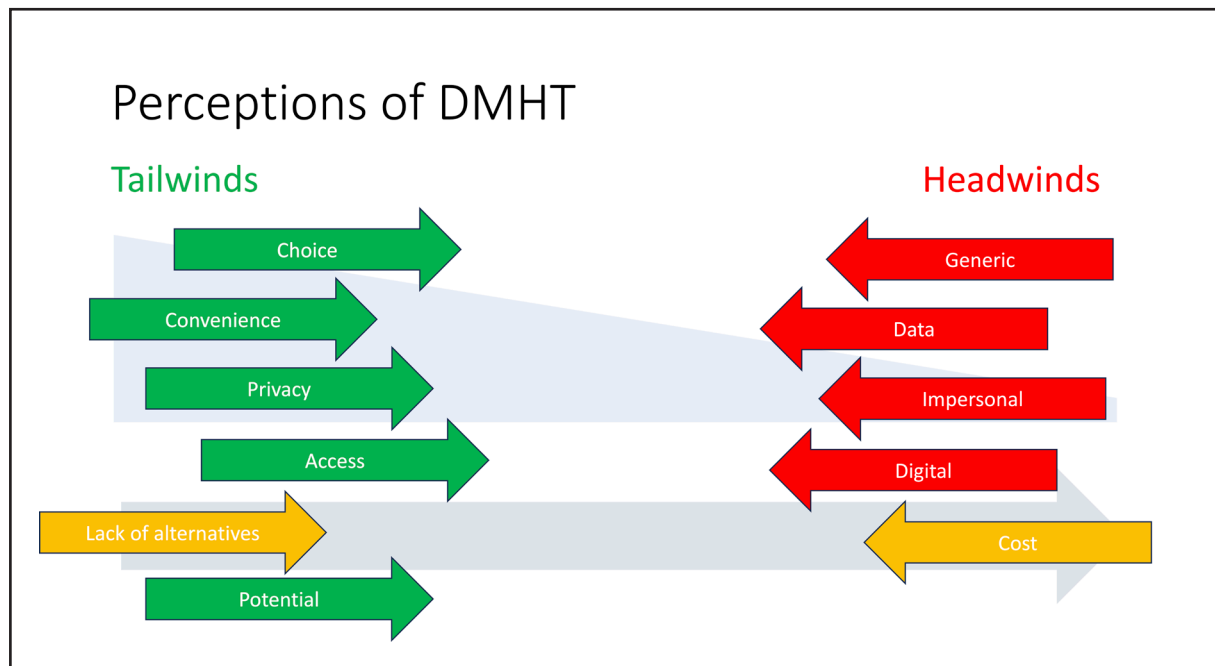 Perceptions of DMHT
Tailwinds
Choice
Convenience
Privacy
Access
Lack of alternatives
Potential
Headwinds
Generic
Data
Impersonal
Digital
Cost